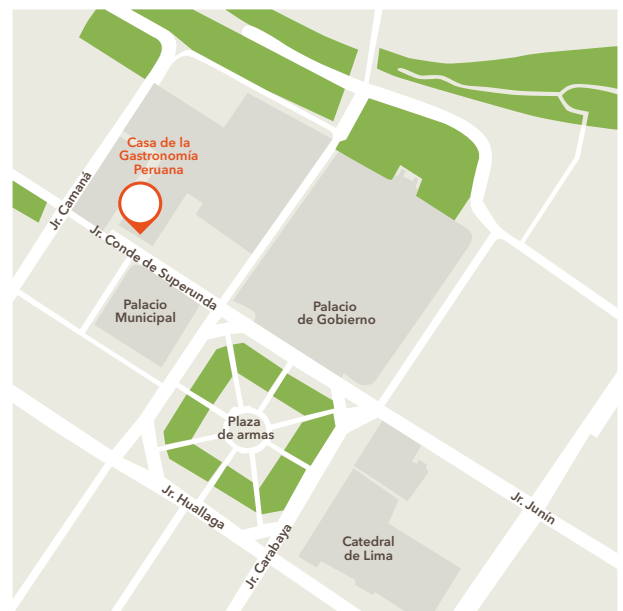 Casa de la
Gastronomía
Peruana
Jr. Camaná
Jr. Conde de Superunda
Palacio
Municipal
Palacio
de Gobierno
Plaza
de armas
Jr. Huallaga
Jr. Carabaya
Jr. Junín
Catedral
de Lima